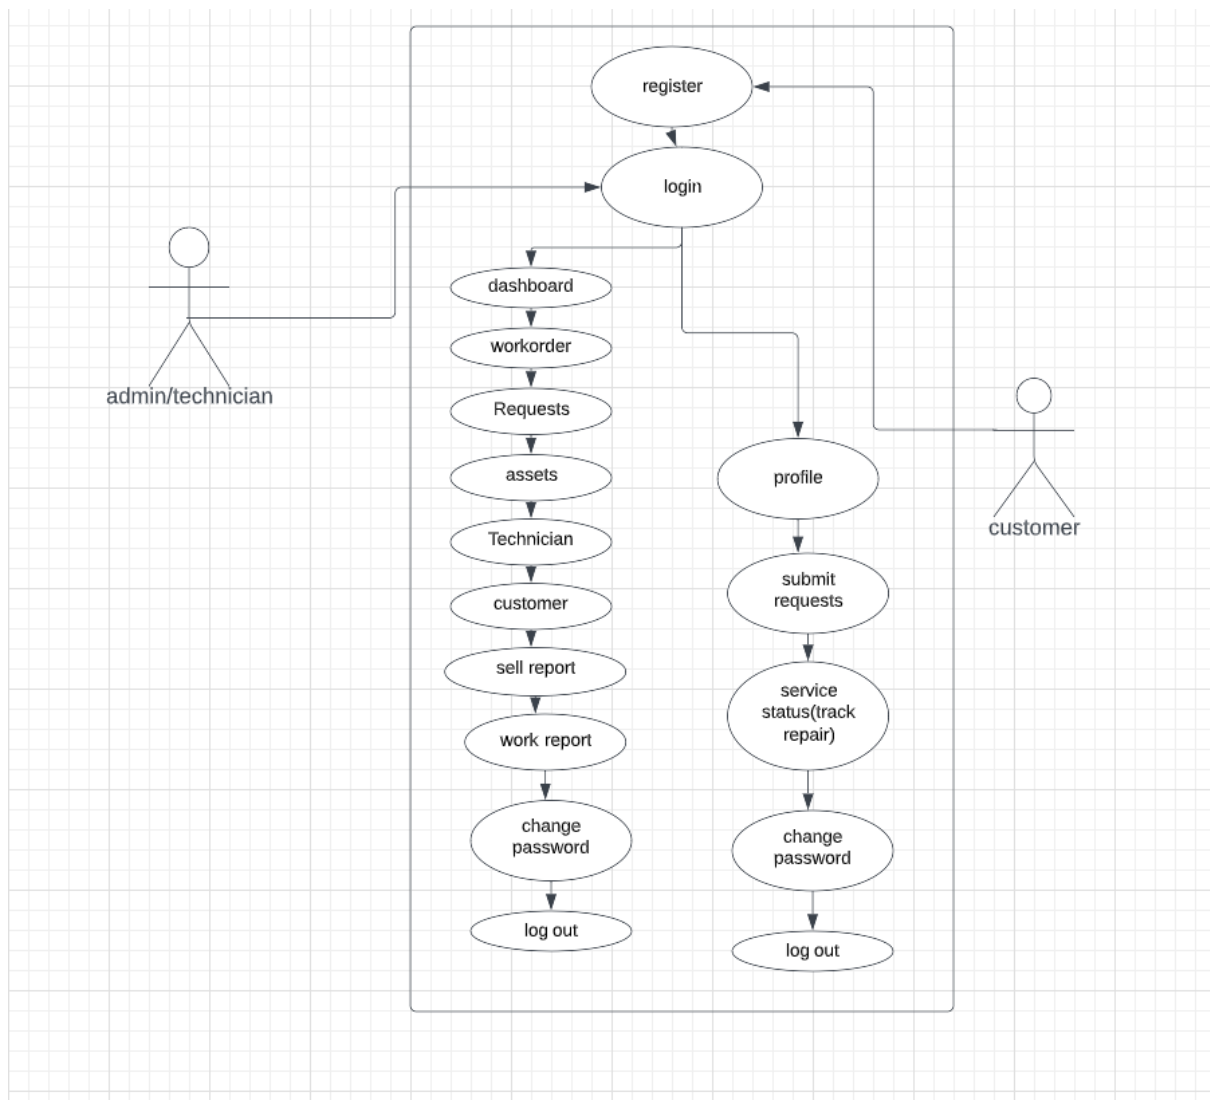 register
login
admin/technician
dashboard
workorder
Requests
assets
Technician
customer
sell report
work report
change
password
log out
profile
submit
requests
service
status(track
repair)
change
password
log out
customer